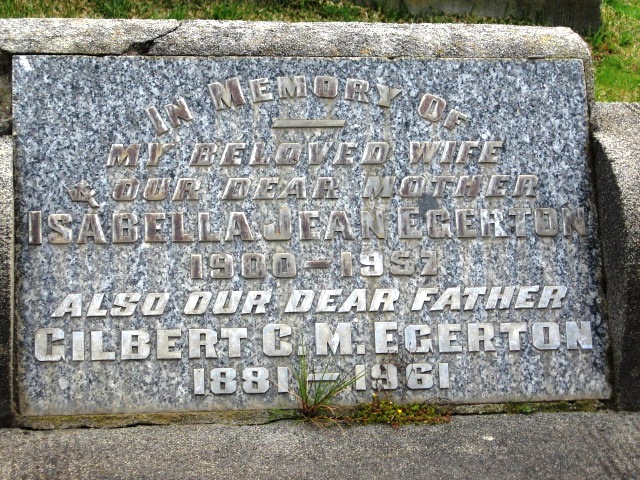 IN MEMORY OF
MY BELOVED WIFE
& OUR DEAR MOTHER
ISABELLA JEAN EGERTON
1900 – 1957
ALSO OUR DEAR FATHER
GILBERT C. M. EGERTON
1881 – 1961